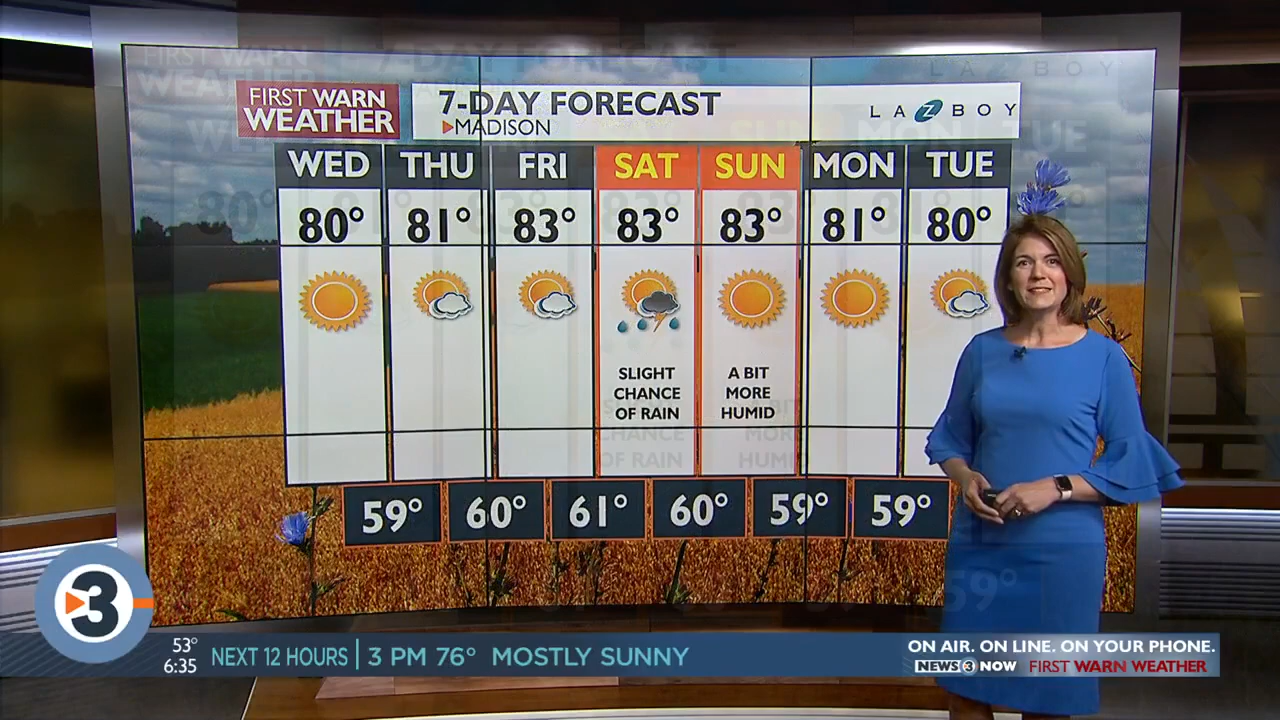 FIRST WARN
WEATHER
7-DAY FORECAST
MADISON
LA Z BOY
WED THU FRI SAT SUN MON TUE
80° 81° 83° 83° 83° 81° 80°
SLIGHT
CHANCE
OF RAIN
A BIT
MORE
HUMID
59° 60° 61° 60° 59° 59°
3
53°
6:35
NEXT 12 HOURS 3 PM 76° MOSTLY SUNNY
ON AIR. ON LINE. ON YOUR PHONE.
NEWS 3 NOW FIRST WARN WEATHER